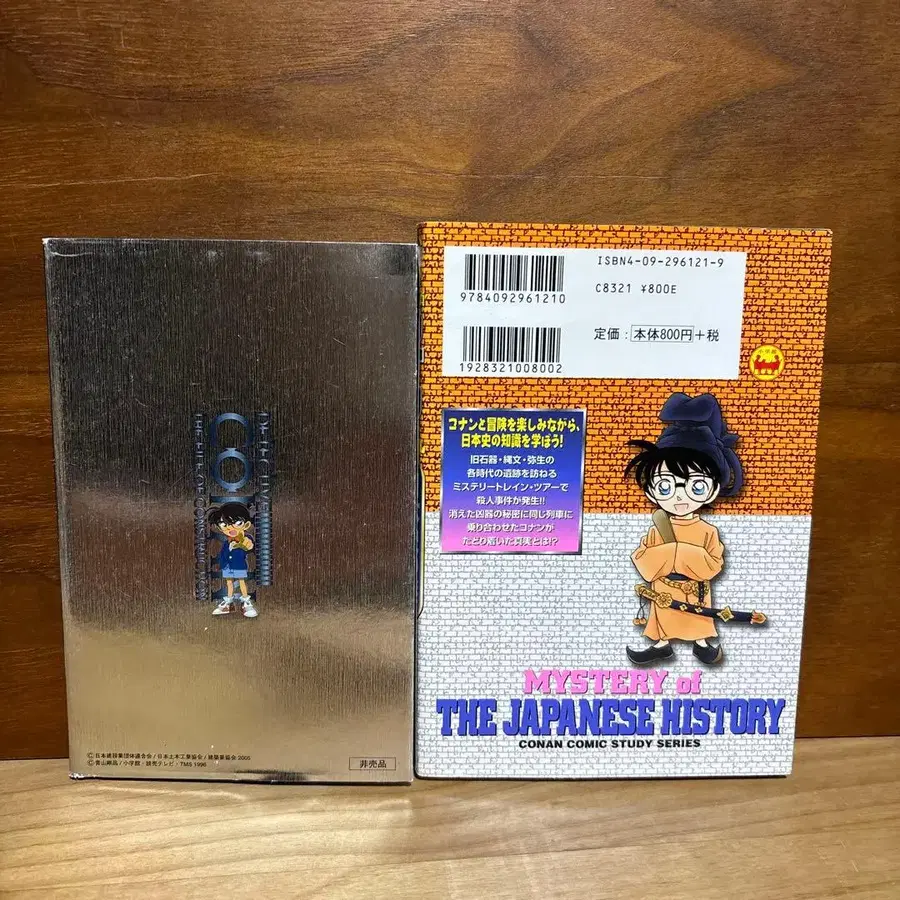 CON
©日本建設業団体連合会/日本土木工業協会/建築業協会 2005
©青山剛昌/小学館・読売テレビ・TMS 1996
非売品
ISBN4-09-296121-9
9784092961210
C8321 ¥800E
定価:本体800円+税
1928321008002
小学館
コナンと冒険を楽しみながら、
日本史の知識を学ぼう!
旧石器・縄文・弥生の
各時代の遺跡を訪ねる
ミステリートレイン・ツアーで
殺人事件が発生!!
消えた凶器の秘密に同じ列車に
乗り合わせたコナンが
たどり着いた真実とは!?
MYSTERY of
THE JAPANESE HISTORY
CONAN COMIC STUDY SERIES